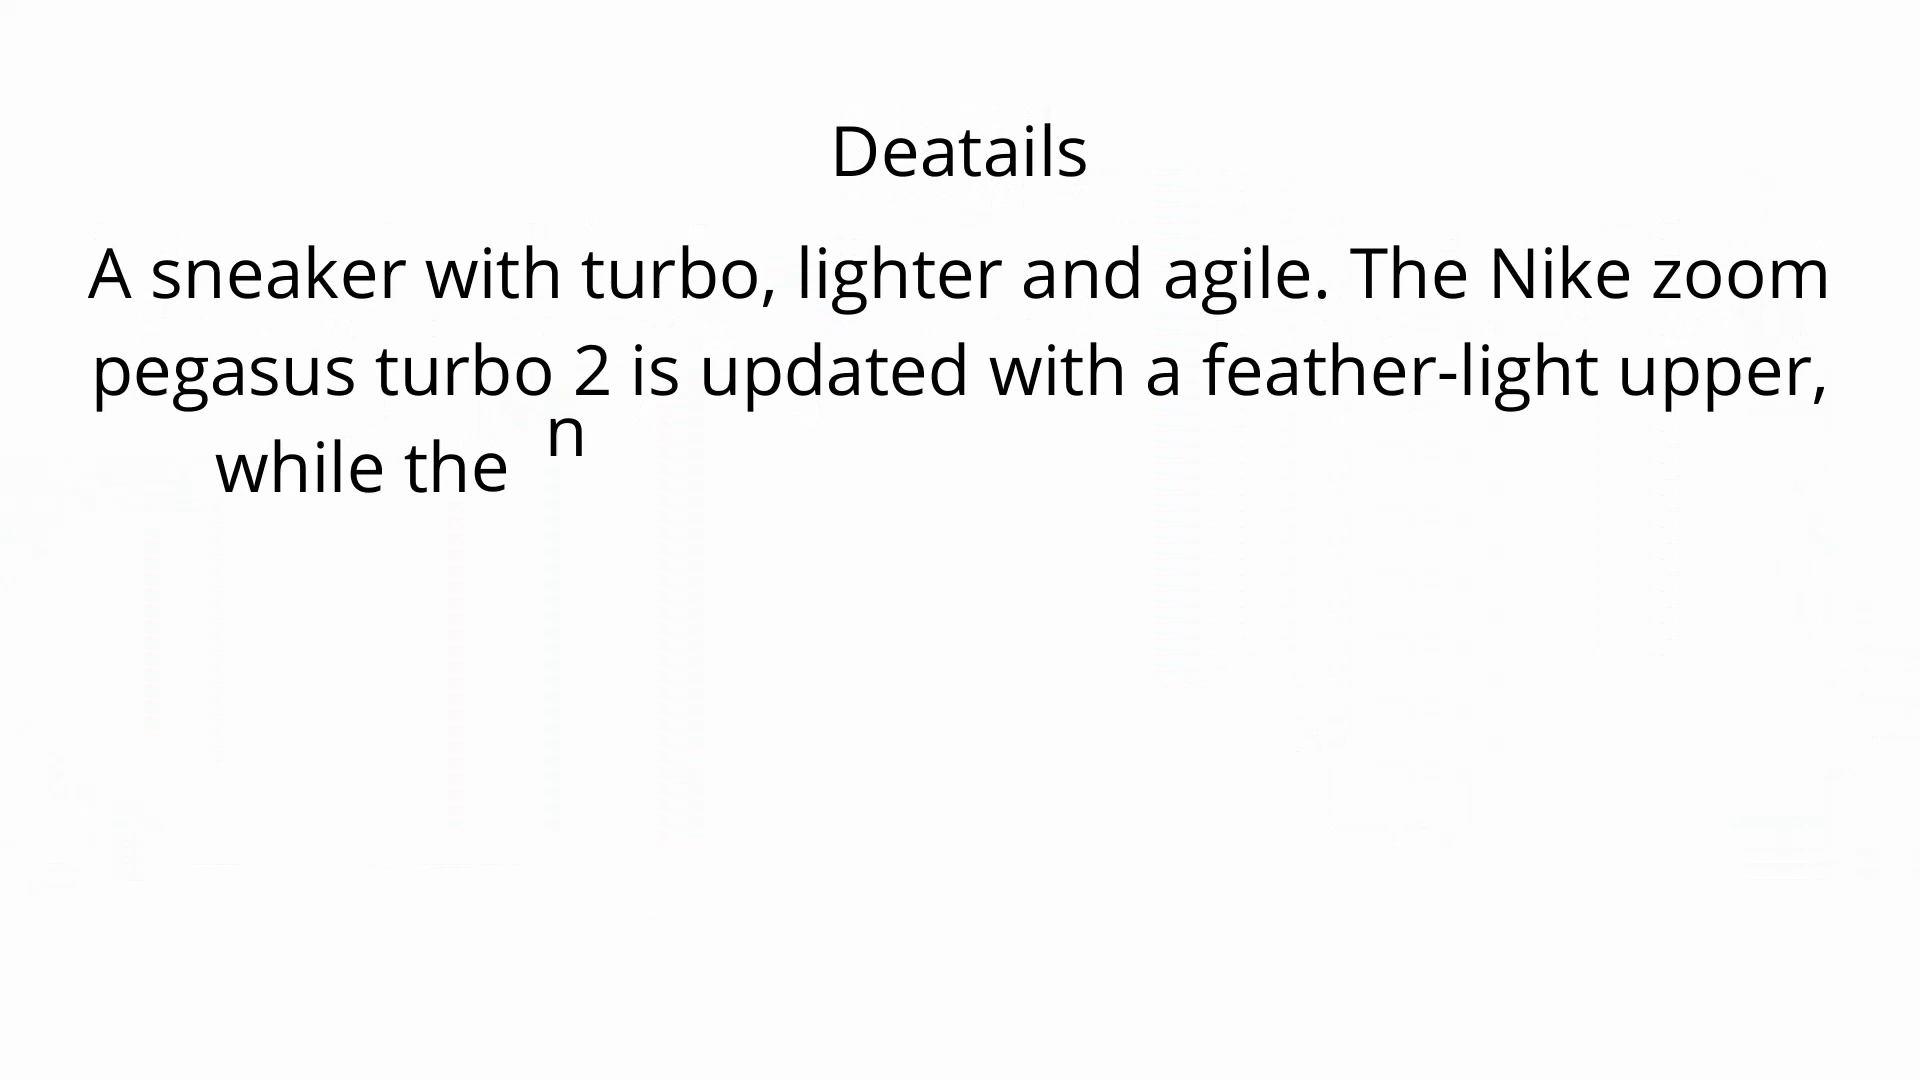 Deatails
A sneaker with turbo, lighter and agile. The Nike zoom
pegasus turbo 2 is updated with a feather-light upper,
while the n